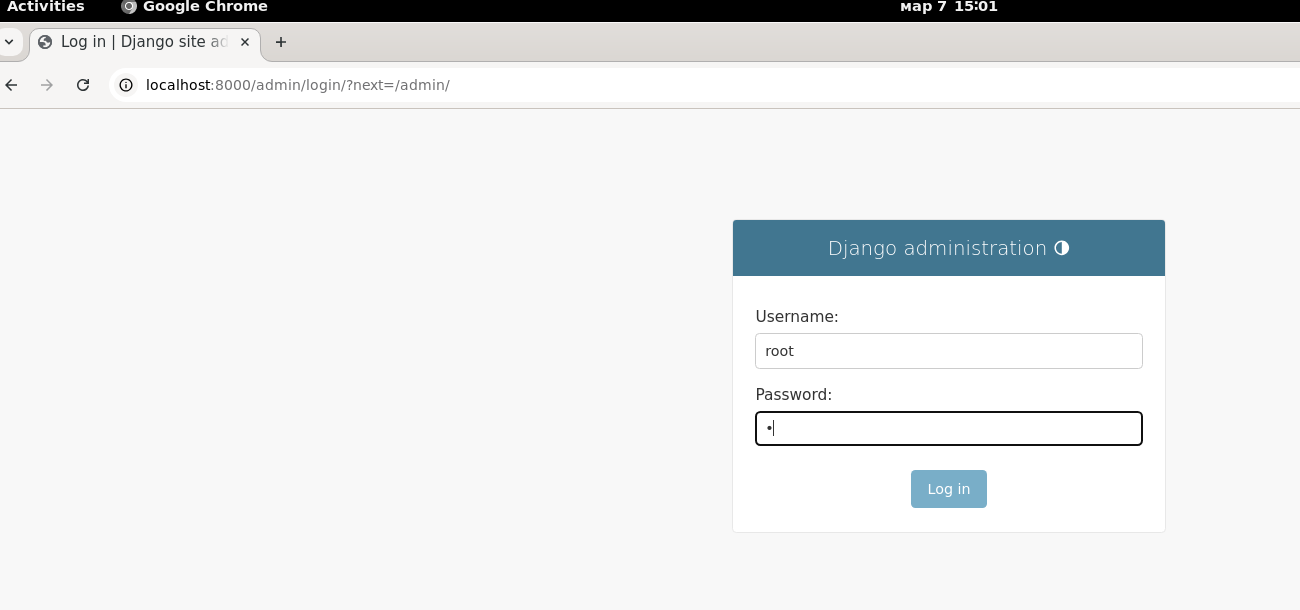 Activities Google Chrome мар 7 15:01
Log in | Django site ad
localhost:8000/admin/login/?next=/admin/
Django administration
Username:
root
Password:
•
Log in